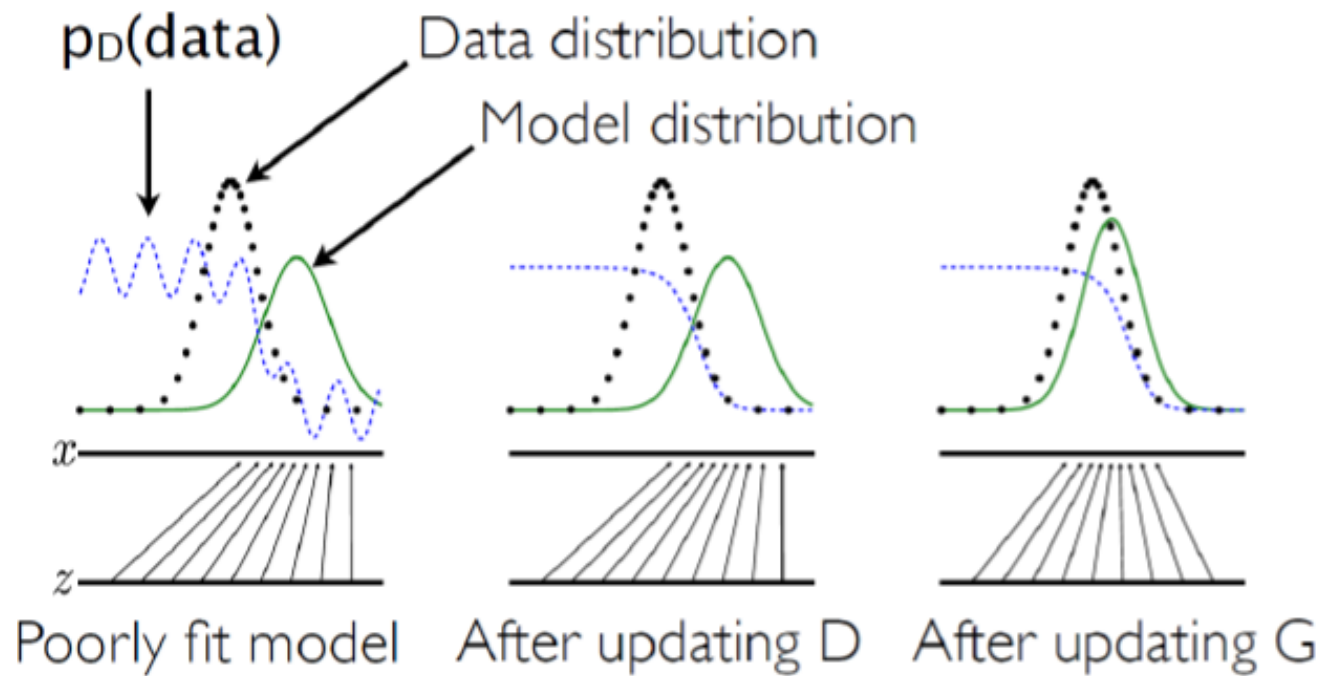 pD(data)
Data distribution
Model distribution
x
z
Poorly fit model
After updating D
After updating G